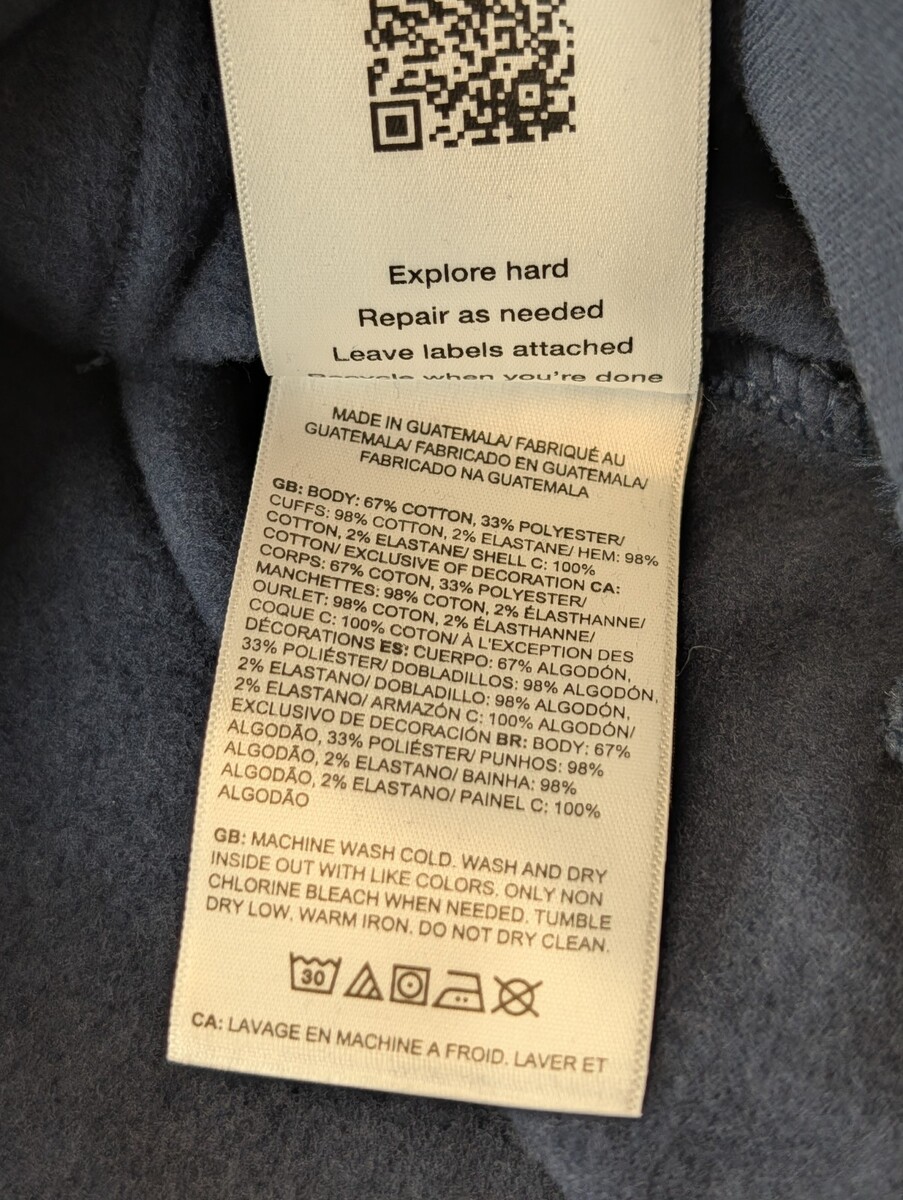 Explore hard
Repair as needed
Leave labels attached
Recycle when you're done
MADE IN GUATEMALA/ FABRIQUÉ AU
GUATEMALA/ FABRICADO EN GUATEMALA/
FABRICADO NA GUATEMALA
GB: BODY: 67% COTTON, 33% POLYESTER/
CUFFS: 98% COTTON, 2% ELASTANE/ HEM: 98%
COTTON, 2% ELASTANE/ SHELL C: 100%
COTTON/ EXCLUSIVE OF DECORATION CA:
CORPS: 67% COTON, 33% POLYESTER/
MANCHETTES: 98% COTON, 2% ÉLASTHANNE/
OURLET: 98% COTON, 2% ÉLASTHANNE/
COQUE C: 100% COTON/ À L'EXCEPTION DES
DÉCORATIONS ES: CUERPO: 67% ALGODÓN,
33% POLIÉSTER/ DOBLADILLOS: 98% ALGODÓN,
2% ELASTANO/ DOBLADILLO: 98% ALGODÓN,
2% ELASTANO/ ARMAZÓN C: 100% ALGODÓN/
EXCLUSIVO DE DECORACIÓN BR: BODY: 67%
ALGODÃO, 33% POLIÉSTER/ PUNHOS: 98%
ALGODÃO, 2% ELASTANO/ BAINHA: 98%
ALGODÃO, 2% ELASTANO/ PAINEL C: 100%
ALGODÃO
GB: MACHINE WASH COLD. WASH AND DRY
INSIDE OUT WITH LIKE COLORS. ONLY NON
CHLORINE BLEACH WHEN NEEDED. TUMBLE
DRY LOW. WARM IRON. DO NOT DRY CLEAN.
30
CA: LAVAGE EN MACHINE A FROID. LAVER ET